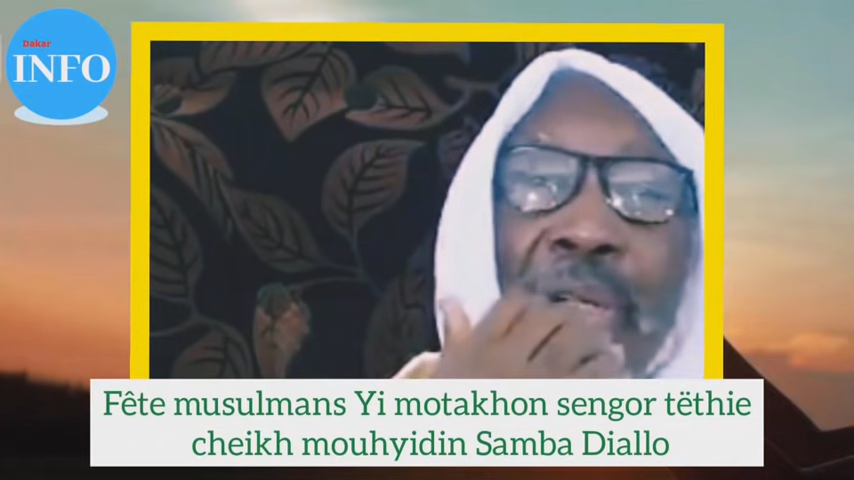 Dakar
INFO
Fête musulmans Yi motakhon sengor tëthie
cheikh mouhyidin Samba Diallo